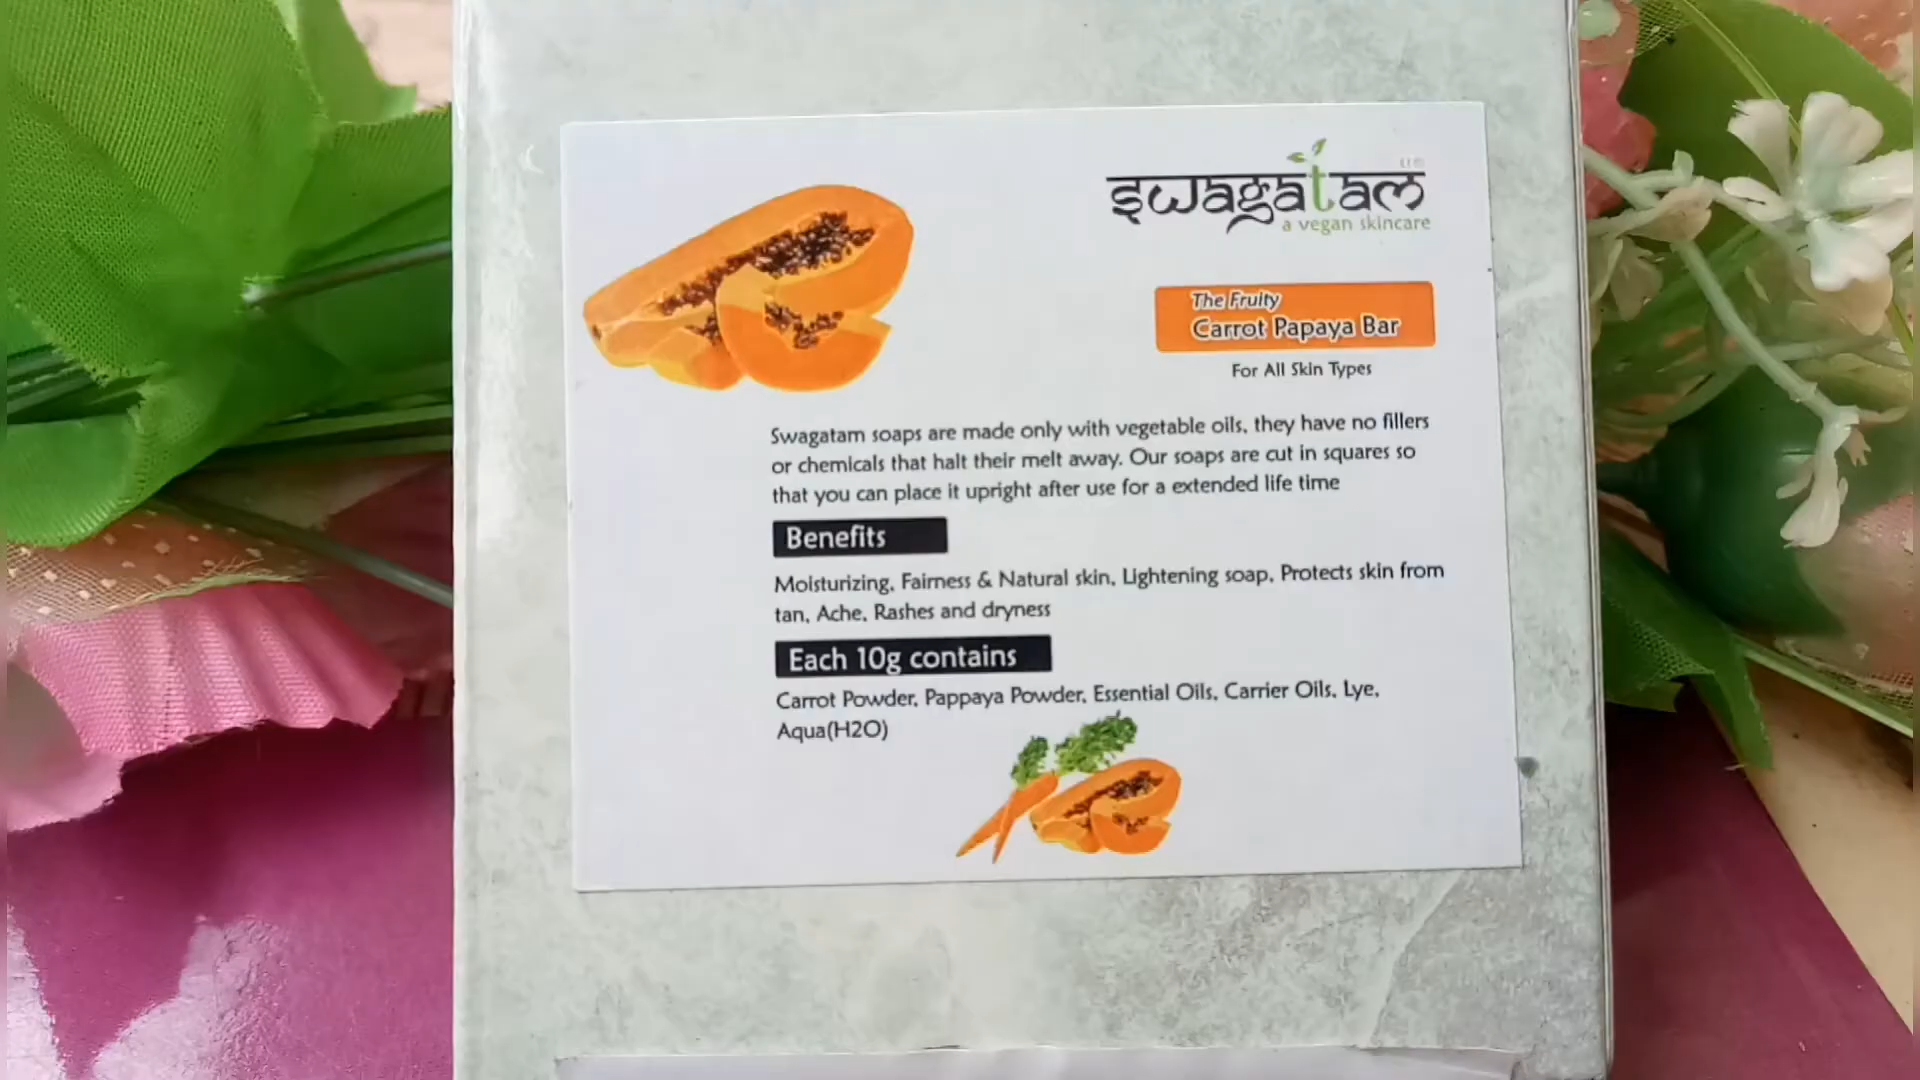 swagatam
a vegan skincare
The Fruity
Carrot Papaya Bar
For All Skin Types
Swagatam soaps are made only with vegetable oils, they have no fillers
or chemicals that halt their melt away. Our soaps are cut in squares so
that you can place it upright after use for a extended life time
Benefits
Moisturizing, Fairness & Natural skin, Lightening soap, Protects skin from
tan, Ache, Rashes and dryness
Each 10g contains
Carrot Powder, Pappaya Powder, Essential Oils, Carrier Oils, Lye,
Aqua(H2O)